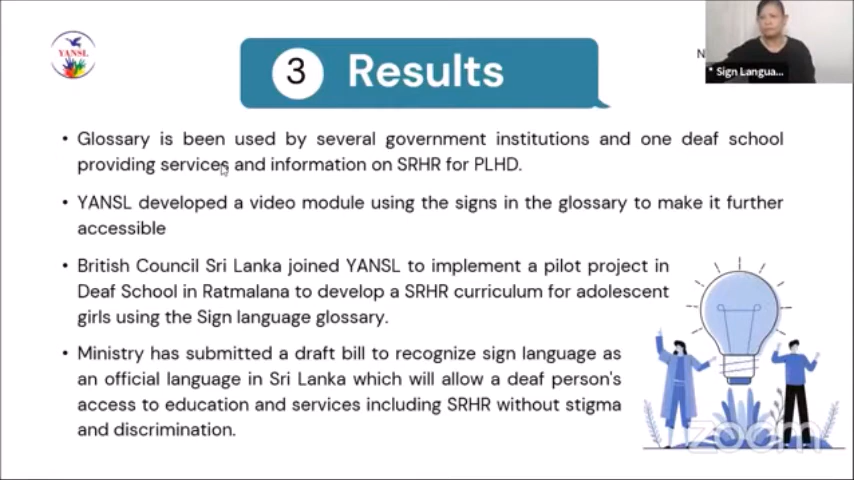 YANSL
3 Results
N
Sign Langua...
• Glossary is been used by several government institutions and one deaf school
providing services and information on SRHR for PLHD.
• YANSL developed a video module using the signs in the glossary to make it further
accessible
• British Council Sri Lanka joined YANSL to implement a pilot project in
Deaf School in Ratmalana to develop a SRHR curriculum for adolescent
girls using the Sign language glossary.
• Ministry has submitted a draft bill to recognize sign language as
an official language in Sri Lanka which will allow a deaf person's
access to education and services including SRHR without stigma
and discrimination.
zoom